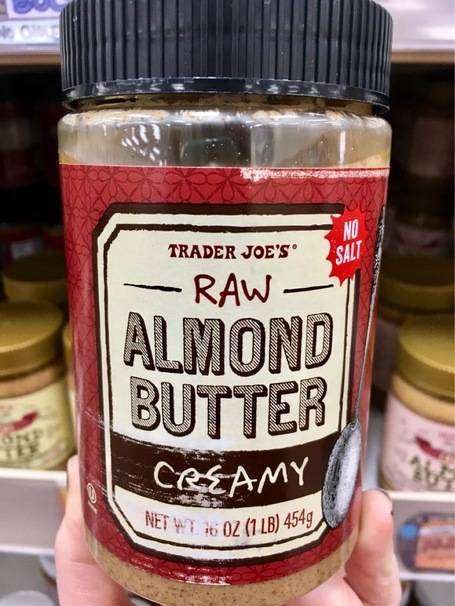 NO
SALT
TRADER JOE'S®
RAW
ALMOND
BUTTER
CREAMY
NET WT. 16 OZ (1 LB) 454g